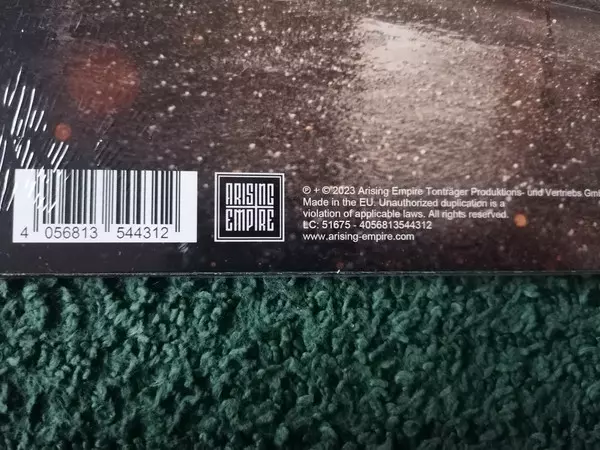 4 056813 544312
ARISING
EMPIRE
℗ + © 2023 Arising Empire Tonträger Produktions- und Vertriebs Gm
Made in the EU. Unauthorized duplication is a
violation of applicable laws. All rights reserved.
LC: 51675 - 4056813544312
www.arising-empire.com